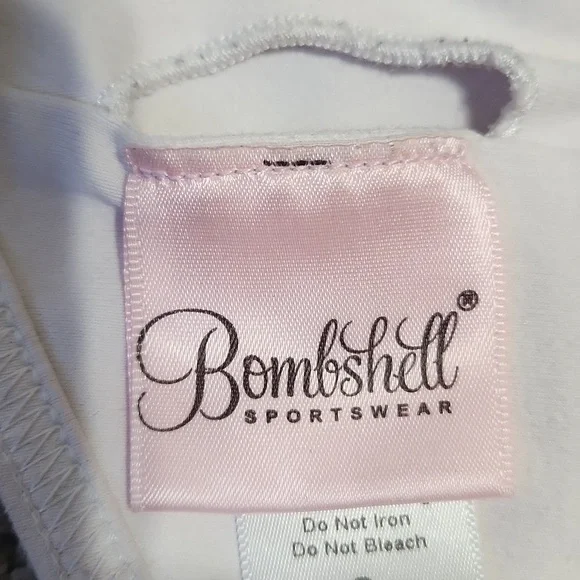 Bombshell®
SPORTSWEAR
Do Not Iron
Do Not Bleach